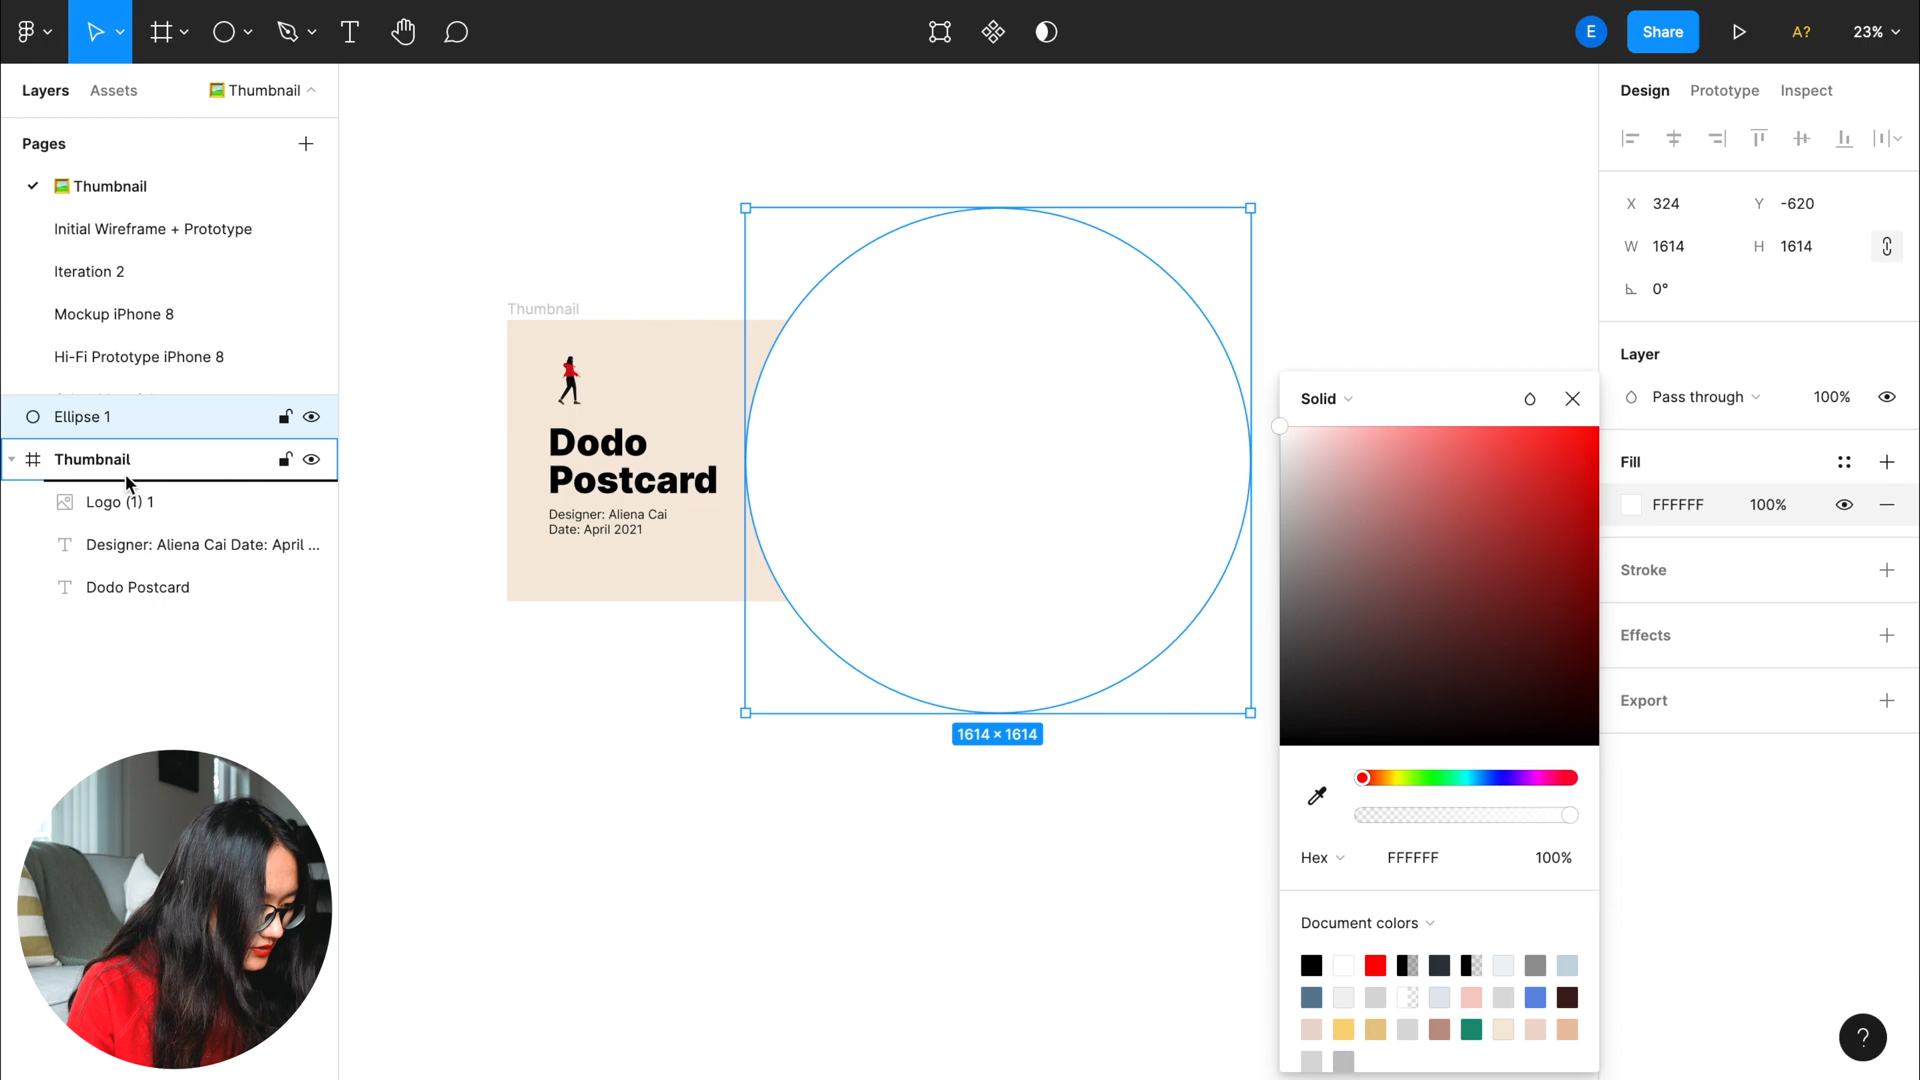 E
Share
A?
23%
Layers
Assets
Thumbnail
Pages
Thumbnail
Initial Wireframe + Prototype
Iteration 2
Mockup iPhone 8
Hi-Fi Prototype iPhone 8
Ellipse 1
Thumbnail
Logo (1) 1
Designer: Aliena Cai Date: April ...
Dodo Postcard
Thumbnail
Dodo
Postcard
Designer: Aliena Cai
Date: April 2021
1614 × 1614
Solid
Hex
FFFFFF
100%
Document colors
Design
Prototype
Inspect
X 324
Y -620
W 1614
H 1614
0°
Layer
Pass through
100%
Fill
FFFFFF
100%
Stroke
Effects
Export
?